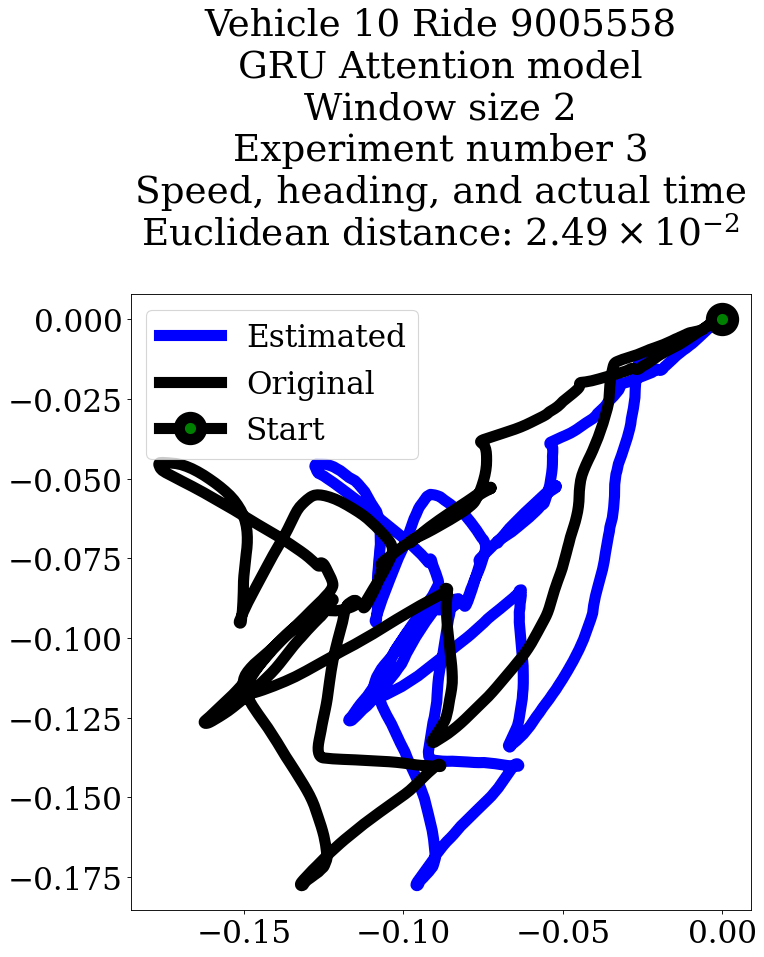 Vehicle 10 Ride 9005558
GRU Attention model
Window size 2
Experiment number 3
Speed, heading, and actual time
Euclidean distance: 2.49 × 10⁻²
Estimated
Original
Start
0.000
−0.025
−0.050
−0.075
−0.100
−0.125
−0.150
−0.175
−0.15
−0.10
−0.05
0.00